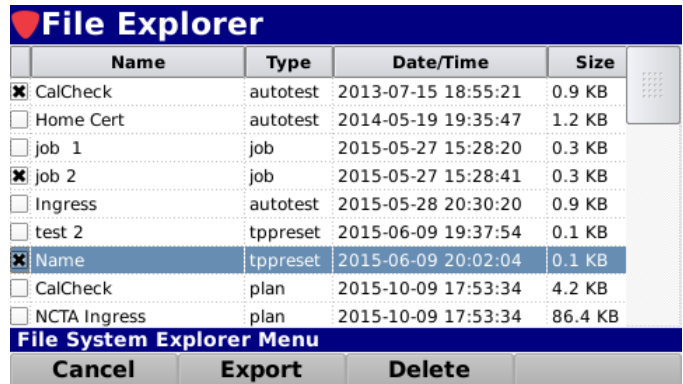 File Explorer
Name Type Date/Time Size
CalCheck autotest 2013-07-15 18:55:21 0.9 KB
Home Cert autotest 2014-05-19 19:35:47 1.2 KB
job  1 job 2015-05-27 15:28:20 0.3 KB
job 2 job 2015-05-27 15:28:41 0.3 KB
Ingress autotest 2015-05-28 20:30:20 0.9 KB
test 2 tppreset 2015-06-09 19:37:54 0.1 KB
Name tppreset 2015-06-09 20:02:04 0.1 KB
CalCheck plan 2015-10-09 17:53:34 4.2 KB
NCTA Ingress plan 2015-10-09 17:53:34 86.4 KB
File System Explorer Menu
Cancel Export Delete